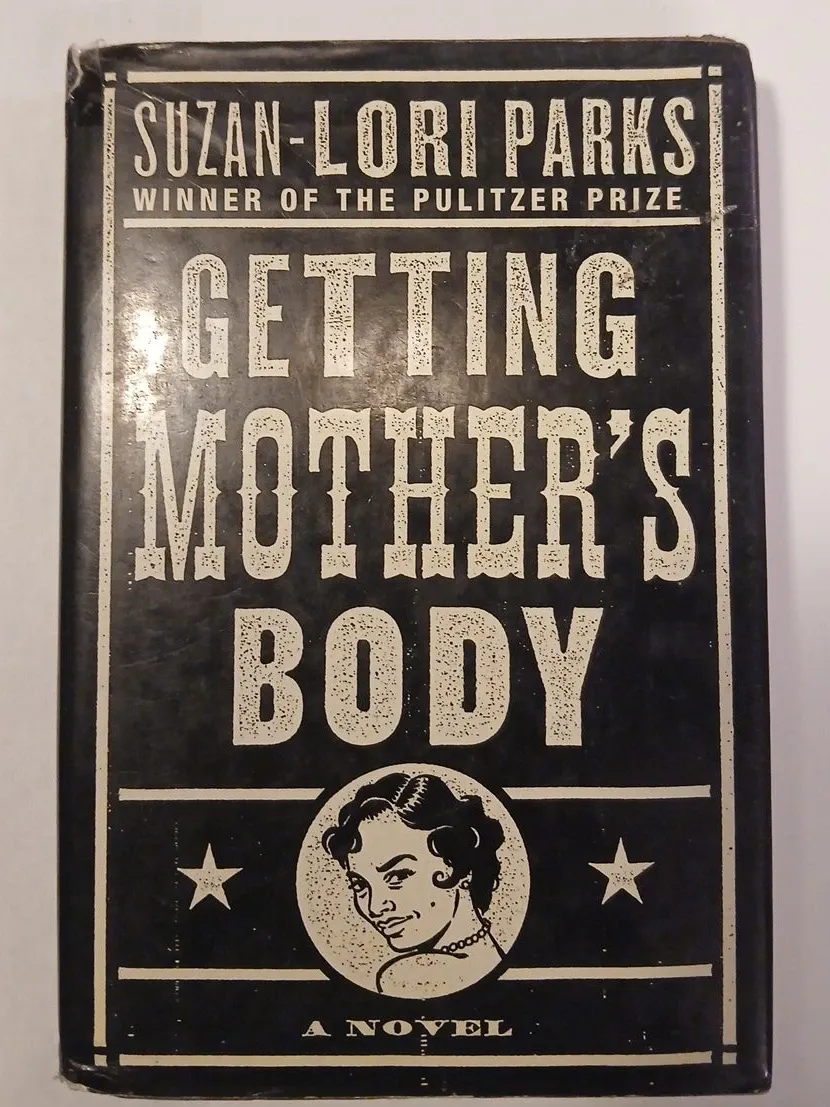 SUZAN-LORI PARKS
WINNER OF THE PULITZER PRIZE
GETTING
MOTHER'S
BODY
A NOVEL